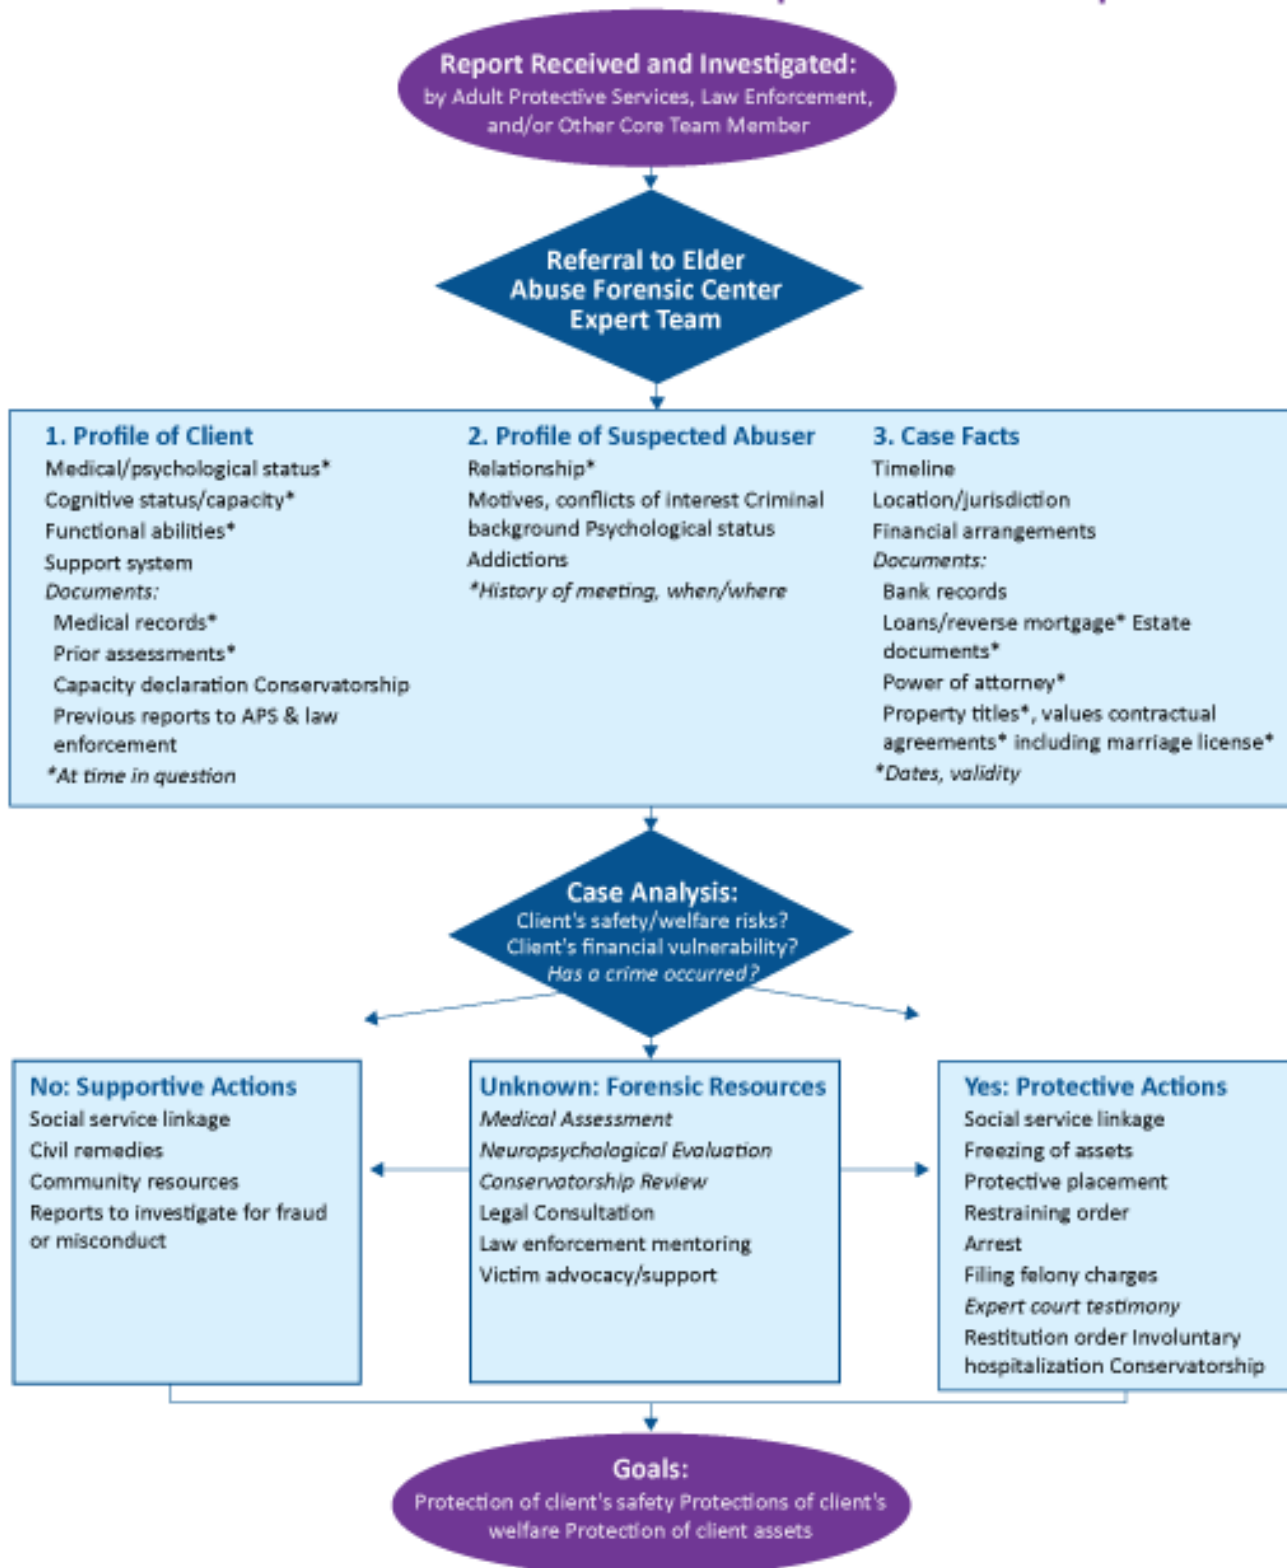 Report Received and Investigated:
by Adult Protective Services, Law Enforcement,
and/or Other Core Team Member
Referral to Elder
Abuse Forensic Center
Expert Team
1. Profile of Client
Medical/psychological status*
Cognitive status/capacity*
Functional abilities*
Support system
Documents:
Medical records*
Prior assessments*
Capacity declaration Conservatorship
Previous reports to APS & law
enforcement
*At time in question
2. Profile of Suspected Abuser
Relationship*
Motives, conflicts of interest Criminal
background Psychological status
Addictions
*History of meeting, when/where
3. Case Facts
Timeline
Location/jurisdiction
Financial arrangements
Documents:
Bank records
Loans/reverse mortgage* Estate
documents*
Power of attorney*
Property titles*, values contractual
agreements* including marriage license*
*Dates, validity
Case Analysis:
Client's safety/welfare risks?
Client's financial vulnerability?
Has a crime occurred?
No: Supportive Actions
Social service linkage
Civil remedies
Community resources
Reports to investigate for fraud
or misconduct
Unknown: Forensic Resources
Medical Assessment
Neuropsychological Evaluation
Conservatorship Review
Legal Consultation
Law enforcement mentoring
Victim advocacy/support
Yes: Protective Actions
Social service linkage
Freezing of assets
Protective placement
Restraining order
Arrest
Filing felony charges
Expert court testimony
Restitution order Involuntary
hospitalization Conservatorship
Goals:
Protection of client's safety Protections of client's
welfare Protection of client assets